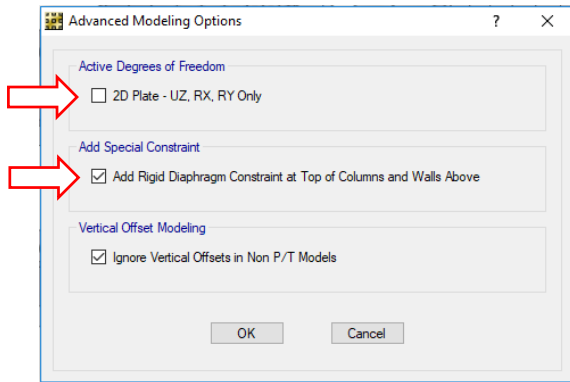 Advanced Modeling Options
?
Active Degrees of Freedom
2D Plate - UZ, RX, RY Only
Add Special Constraint
Add Rigid Diaphragm Constraint at Top of Columns and Walls Above
Vertical Offset Modeling
Ignore Vertical Offsets in Non P/T Models
OK Cancel